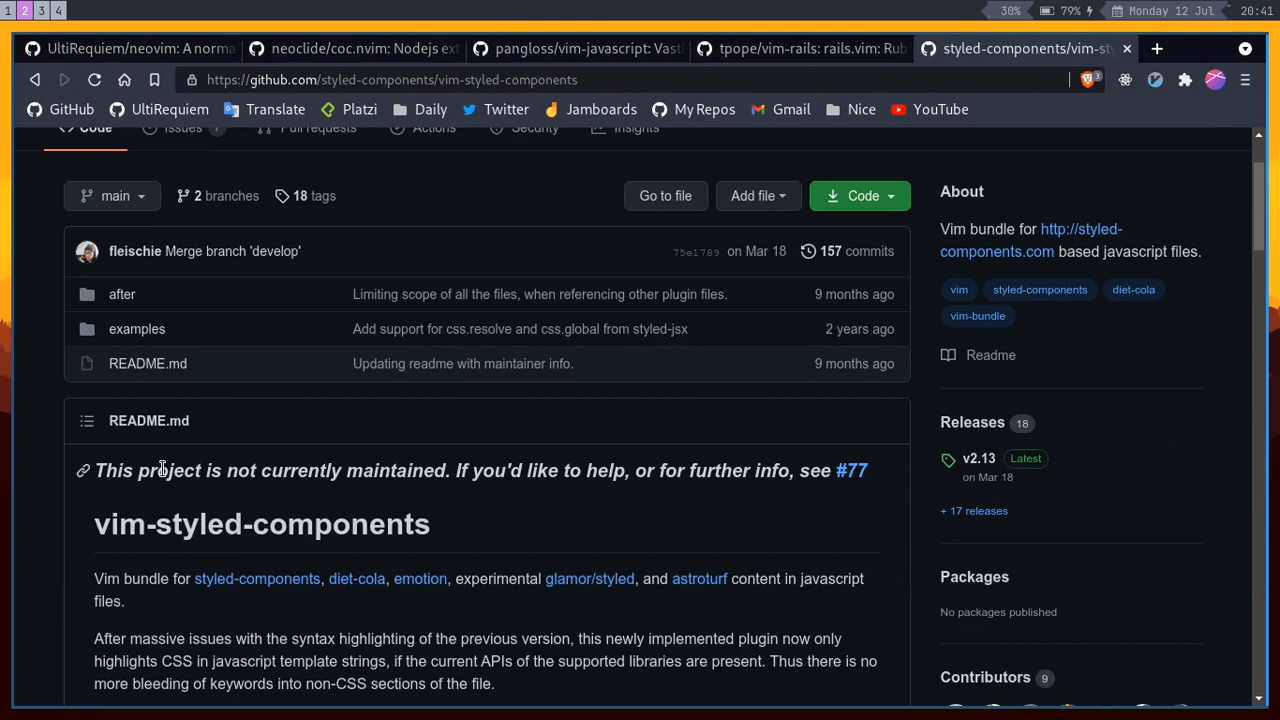 1 2 3 4 30% 79% Monday 12 Jul 20:41
UltiRequiem/neovim: A norma neoclide/coc.nvim: Nodejs ext pangloss/vim-javascript: Vast tpope/vim-rails: rails.vim: Rub styled-components/vim-sty
https://github.com/styled-components/vim-styled-components 3
GitHub UltiRequiem Translate Platzi Daily Twitter Jamboards My Repos Gmail Nice YouTube
Code Issues 7 Pull requests Actions Security Insights
main 2 branches 18 tags Go to file Add file Code
fleischie Merge branch 'develop' 75e1789 on Mar 18 157 commits
after Limiting scope of all the files, when referencing other plugin files. 9 months ago
examples Add support for css.resolve and css.global from styled-jsx 2 years ago
README.md Updating readme with maintainer info. 9 months ago
README.md
This project is not currently maintained. If you'd like to help, or for further info, see #77
vim-styled-components
Vim bundle for styled-components, diet-cola, emotion, experimental glamor/styled, and astroturf content in javascript
files.
After massive issues with the syntax highlighting of the previous version, this newly implemented plugin now only
highlights CSS in javascript template strings, if the current APIs of the supported libraries are present. Thus there is no
more bleeding of keywords into non-CSS sections of the file.
About
Vim bundle for http://styled-
components.com based javascript files.
vim styled-components diet-cola
vim-bundle
Readme
Releases 18
v2.13 Latest
on Mar 18
+ 17 releases
Packages
No packages published
Contributors 9